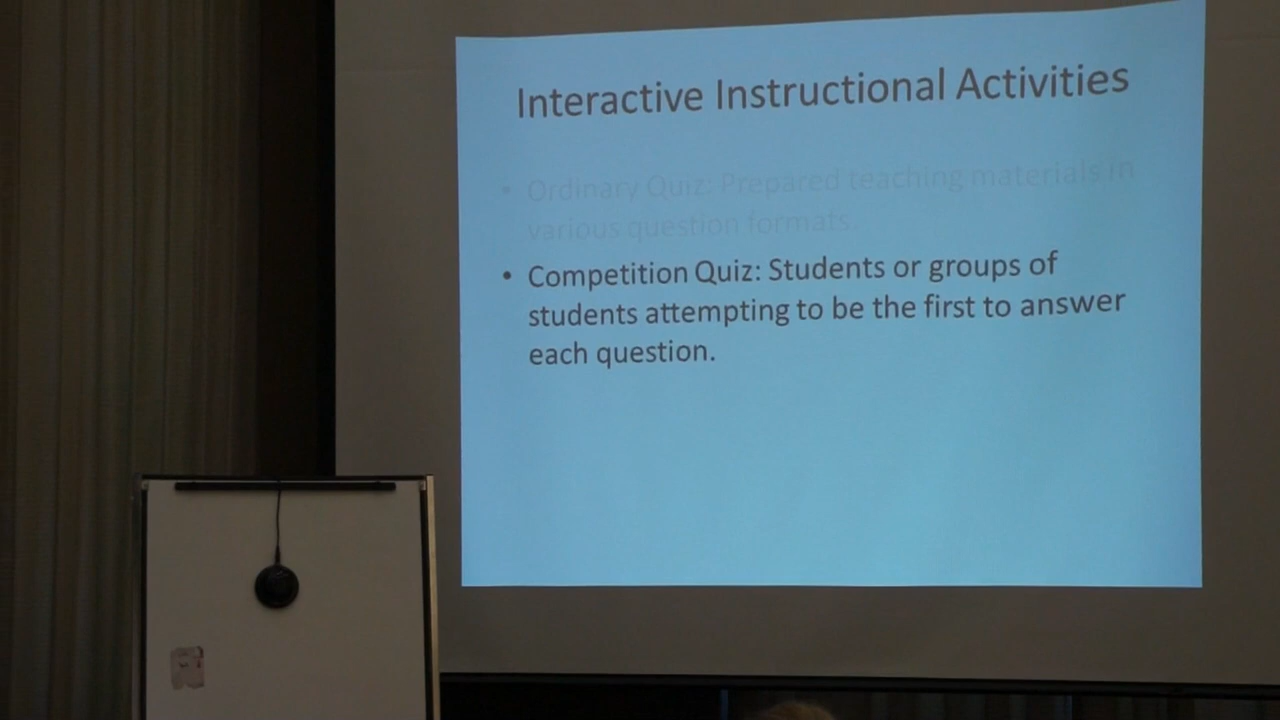 Interactive Instructional Activities
• Ordinary Quiz: Prepared teaching materials in
various question formats.
• Competition Quiz: Students or groups of
students attempting to be the first to answer
each question.